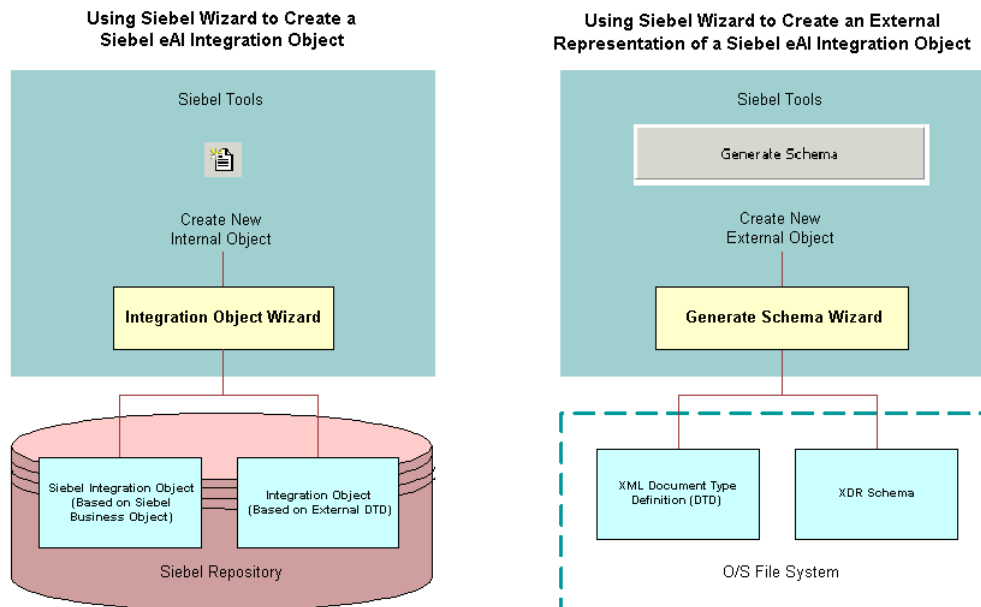 Using Siebel Wizard to Create a
Siebel eAI Integration Object
Siebel Tools
Create New
Internal Object
Integration Object Wizard
Siebel Integration Object
(Based on Siebel
Business Object)
Integration Object
(Based on External DTD)
Siebel Repository
Using Siebel Wizard to Create an External
Representation of a Siebel eAI Integration Object
Siebel Tools
Generate Schema
Create New
External Object
Generate Schema Wizard
XML Document Type
Definition (DTD)
XDR Schema
O/S File System